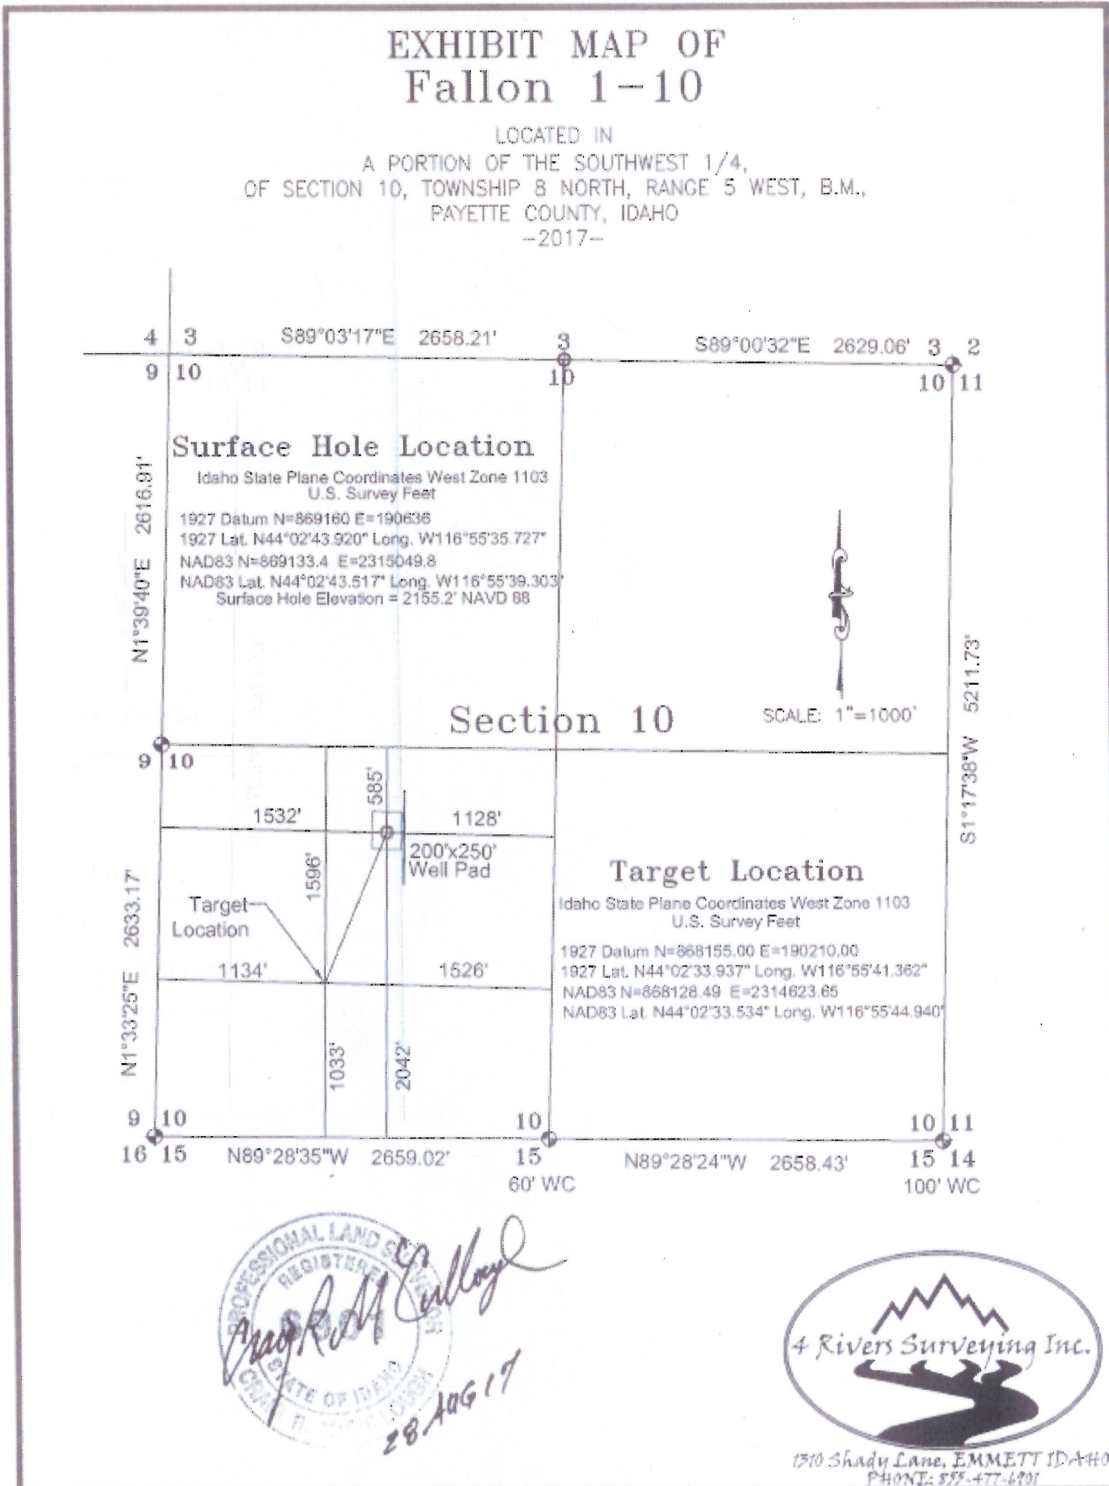 EXHIBIT MAP OF
Fallon 1-10
LOCATED IN
A PORTION OF THE SOUTHWEST 1/4,
OF SECTION 10, TOWNSHIP 8 NORTH, RANGE 5 WEST, B.M.,
PAYETTE COUNTY, IDAHO
-2017-
4 3 S89°03'17"E 2658.21' 3 S89°00'32"E 2629.06' 3 2
9 10 10 10 11
Surface Hole Location
Idaho State Plane Coordinates West Zone 1103
U.S. Survey Feet
1927 Datum N=869160 E=190636
1927 Lat. N44°02'43.920" Long. W116°55'35.727"
NAD83 N=869133.4 E=2315049.8
NAD83 Lat. N44°02'43.517" Long. W116°55'39.303"
Surface Hole Elevation = 2155.2' NAVD 88
N1°39'40"E 2616.91'
S1°17'38"W 5211.73'
Section 10
SCALE: 1"=1000'
9 10
585'
1532' 1128'
200'x250'
Well Pad
1596'
Target
Location
1134' 1526'
N1°33'25"E 2633.17'
1033'
2042'
Target Location
Idaho State Plane Coordinates West Zone 1103
U.S. Survey Feet
1927 Datum N=868155.00 E=190210.00
1927 Lat. N44°02'33.937" Long. W116°55'41.362"
NAD83 N=868128.49 E=2314623.65
NAD83 Lat. N44°02'33.534" Long. W116°55'44.940"
9 10 10 10 11
16 15 N89°28'35"W 2659.02' 15 N89°28'24"W 2658.43' 15 14
60' WC 100' WC
PROFESSIONAL LAND SURVEYOR
REGISTERED
STATE OF IDAHO
28 AUG 17
4 Rivers Surveying Inc.
1310 Shady Lane, EMMETT IDAHO
PHONE: 855-477-6901